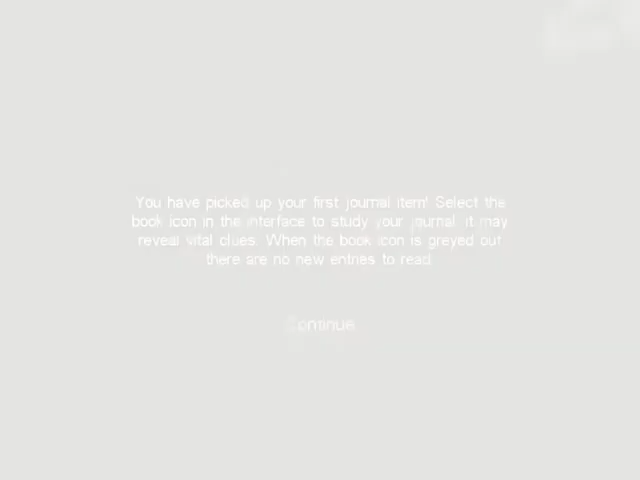 You have picked up your first journal item! Select the
book icon in the interface to study your journal, it may
reveal vital clues. When the book icon is greyed out
there are no new entries to read.
Continue